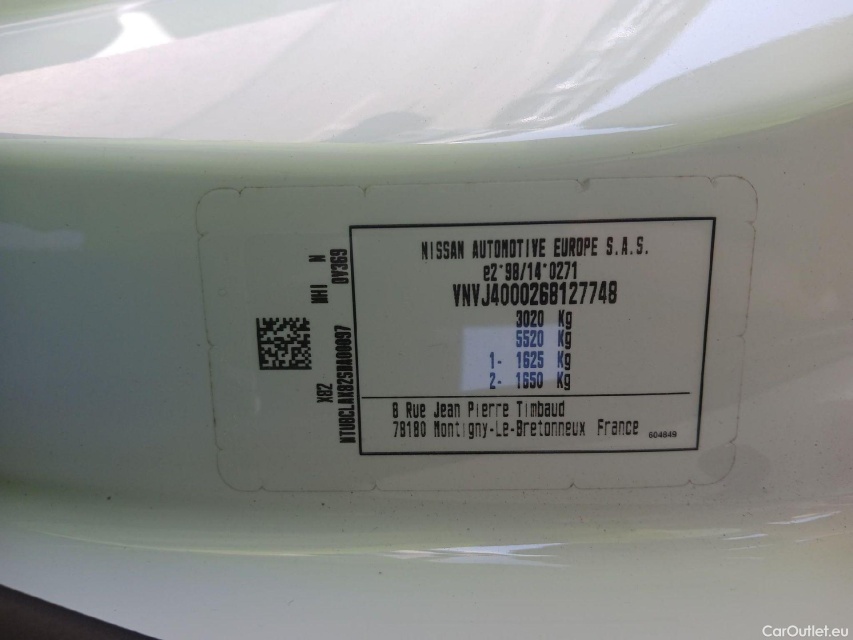 NISSAN AUTOMOTIVE EUROPE S.A.S.
e2*98/14*0271
VNVJ4000268127748
3020 Kg
5520 Kg
1- 1625 Kg
2- 1650 Kg
8 Rue Jean Pierre Timbaud
78180 Montigny-Le-Bretonneux France
604849
X82
CarOutlet.eu